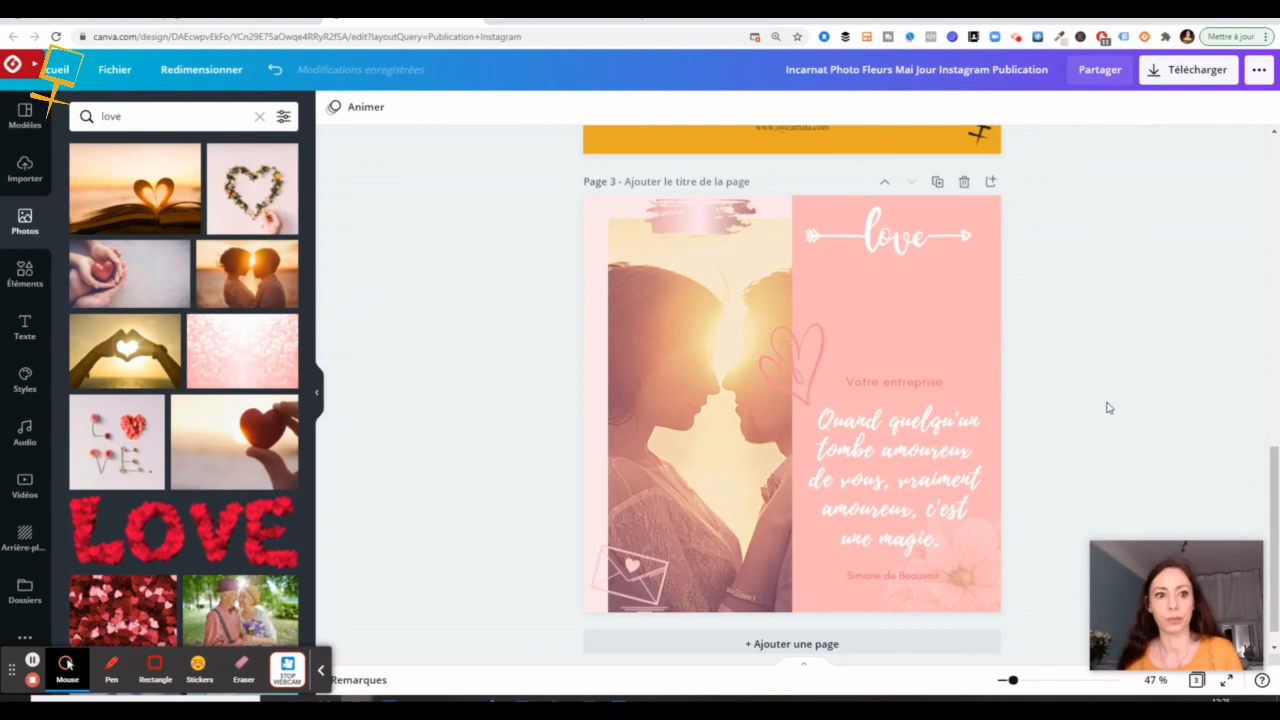 canva.com/design/DAEcwpvEkFo/YCn29E75aOwqe4RRyR2fSA/edit?layoutQuery=Publication+Instagram
Mettre à jour
cueil
Fichier
Redimensionner
Modifications enregistrées
Incarnat Photo Fleurs Mai Jour Instagram Publication
Partager
Télécharger
Modèles
Importer
Photos
Éléments
Texte
Styles
Audio
Vidéos
Arrière-pl...
Dossiers
love
LOVE.
LOVE
Animer
Page 3 - Ajouter le titre de la page
love
Votre entreprise
Quand quelqu'un
tombe amoureux
de vous, vraiment
amoureux, c'est
une magie.
Simone de Beauvoir
+ Ajouter une page
Mouse
Pen
Rectangle
Stickers
Eraser
STOP
WEBCAM
Remarques
47 %
3